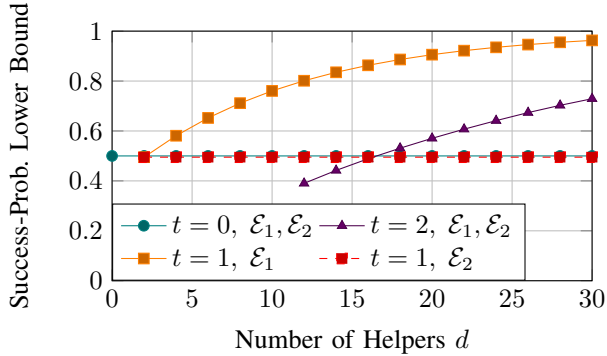 Success-Prob. Lower Bound
1
0.8
0.6
0.4
0.2
0
t = 0, ℰ₁, ℰ₂
t = 2, ℰ₁, ℰ₂
t = 1, ℰ₁
t = 1, ℰ₂
0 5 10 15 20 25 30
Number of Helpers d